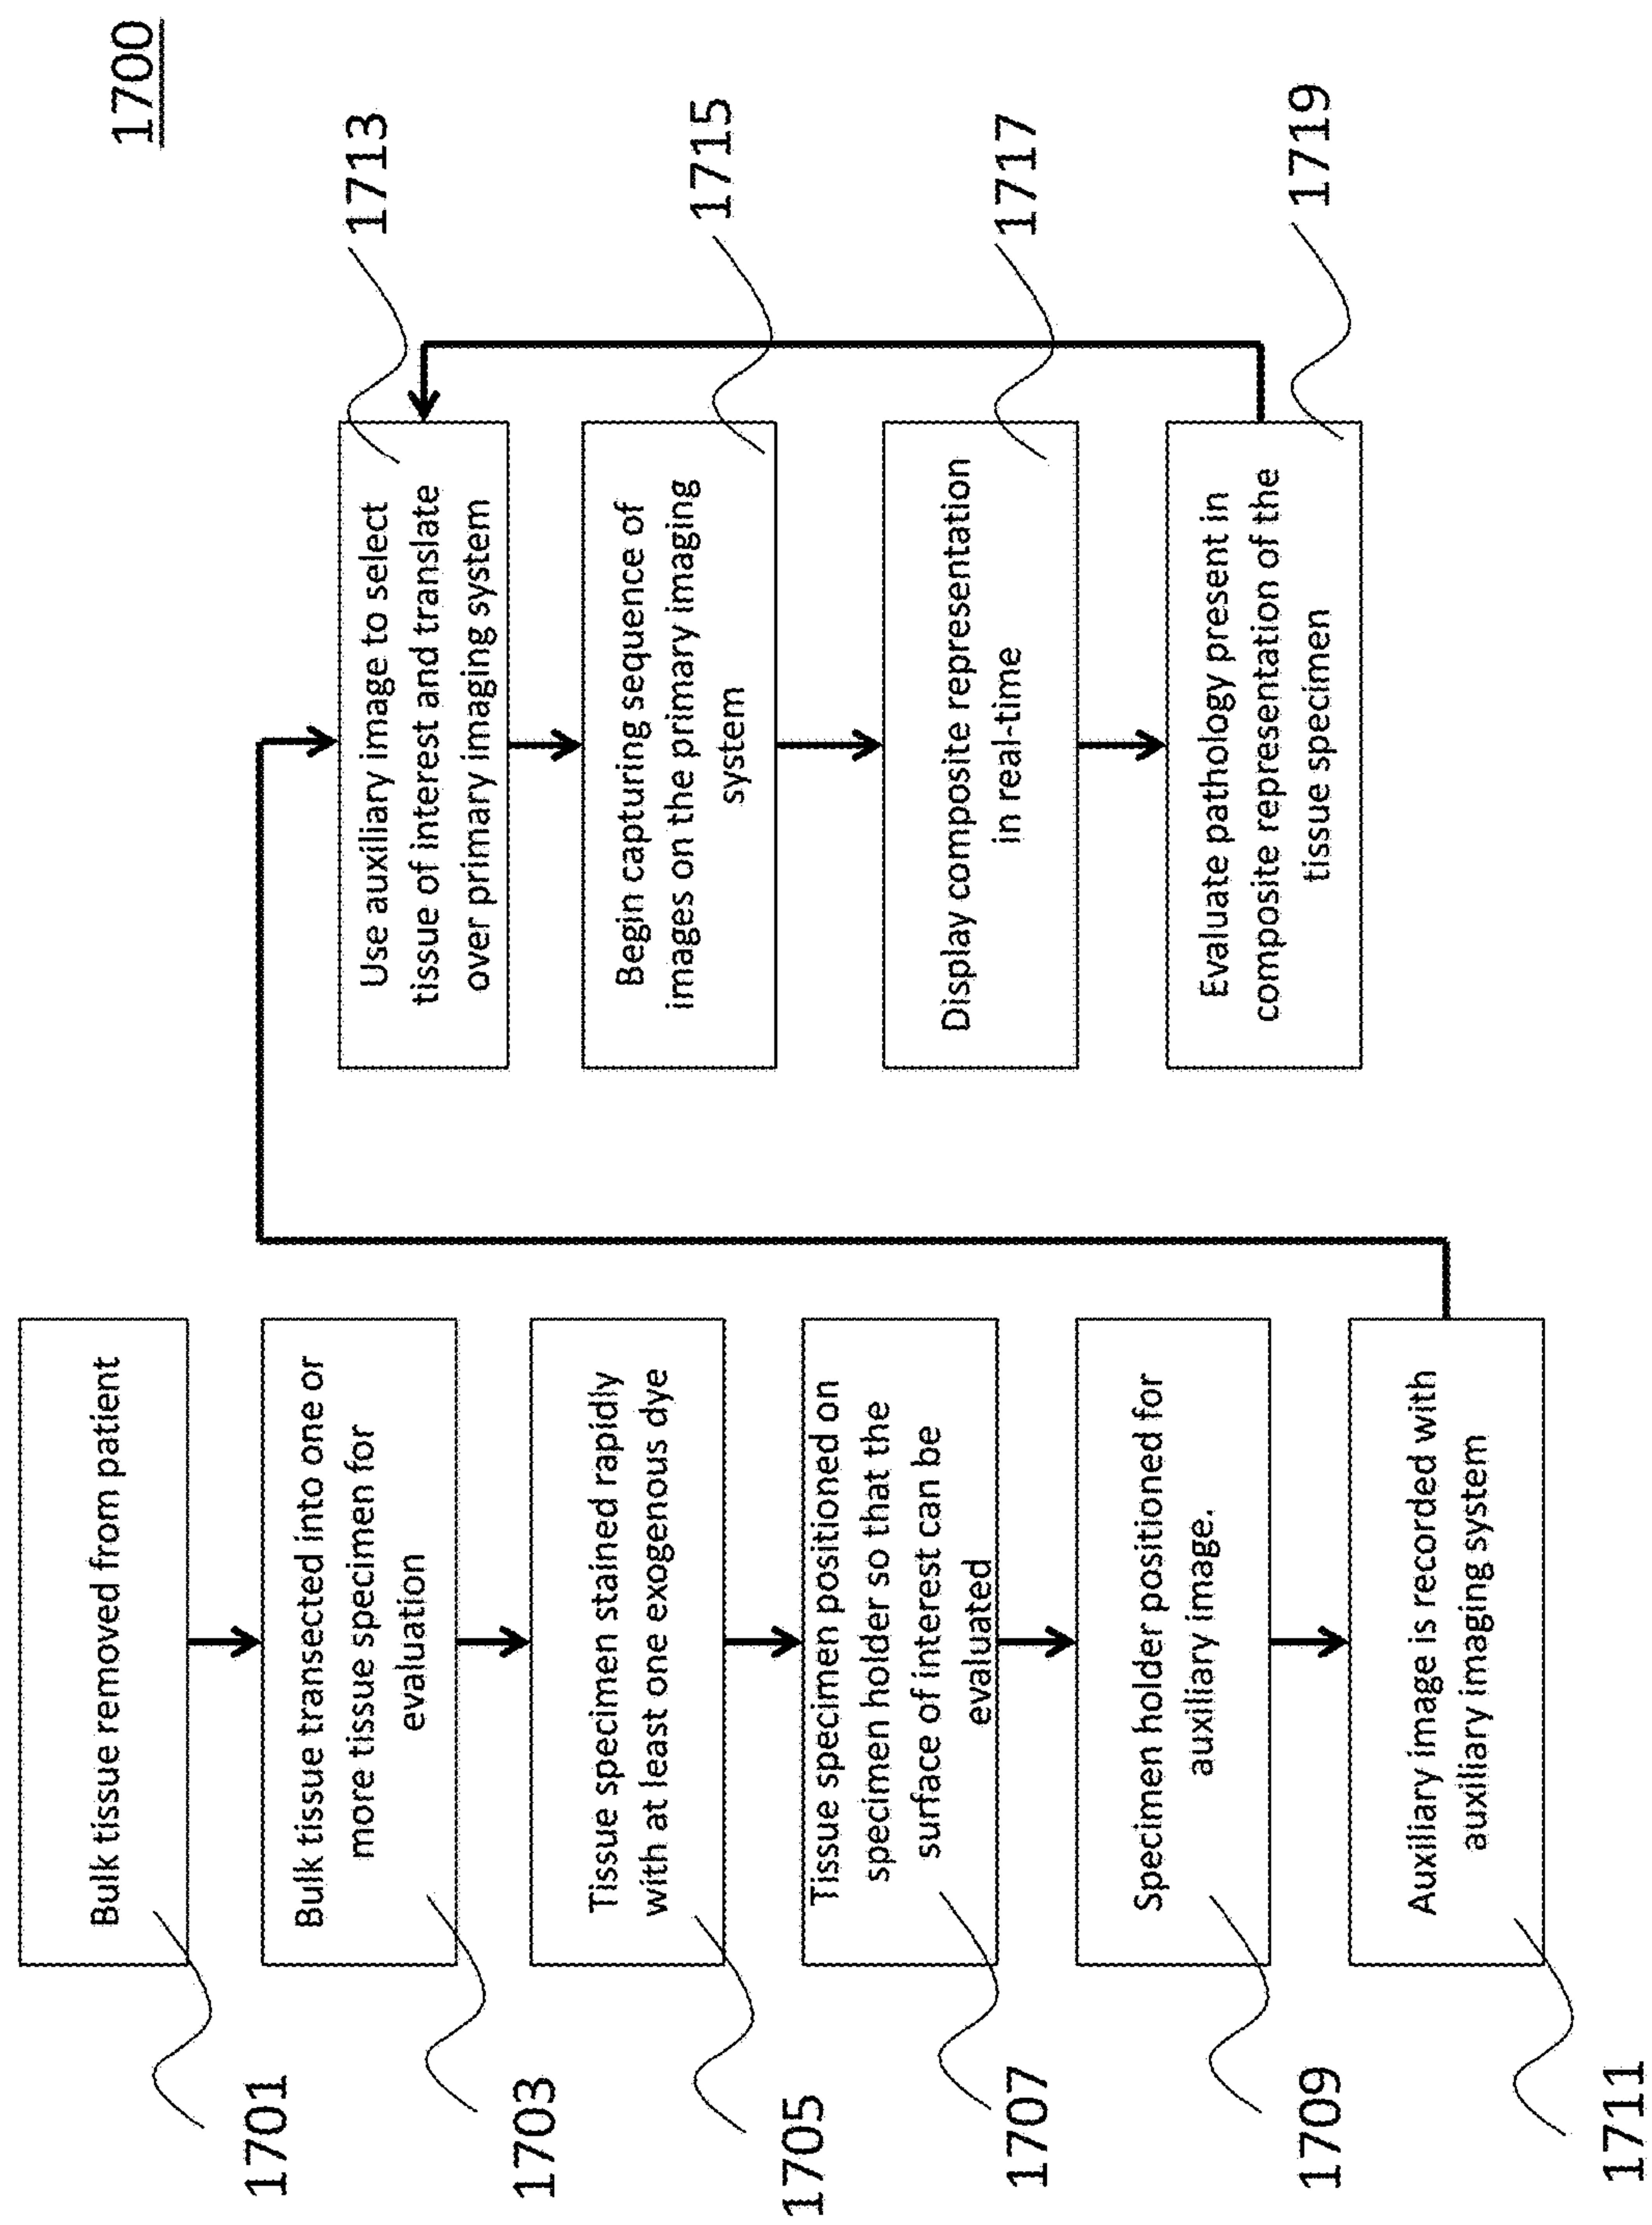 1700
1701
Bulk tissue removed from patient
1703
Bulk tissue transected into one or
more tissue specimen for
evaluation
1705
Tissue specimen stained rapidly
with at least one exogenous dye
1707
Tissue specimen positioned on
specimen holder so that the
surface of interest can be
evaluated
1709
Specimen holder positioned for
auxiliary image.
1711
Auxiliary image is recorded with
auxiliary imaging system
1713
Use auxiliary image to select
tissue of interest and translate
over primary imaging system
1715
Begin capturing sequence of
images on the primary imaging
system
1717
Display composite representation
in real-time
1719
Evaluate pathology present in
composite representation of the
tissue specimen